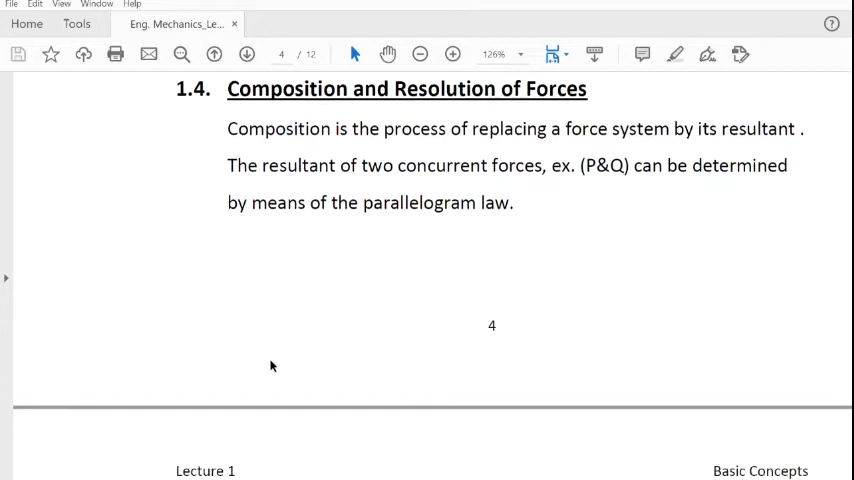 File Edit View Window Help
Home Tools Eng. Mechanics_Le... ×
4 / 12 126%
1.4. Composition and Resolution of Forces
Composition is the process of replacing a force system by its resultant .
The resultant of two concurrent forces, ex. (P&Q) can be determined
by means of the parallelogram law.
4
Lecture 1 Basic Concepts